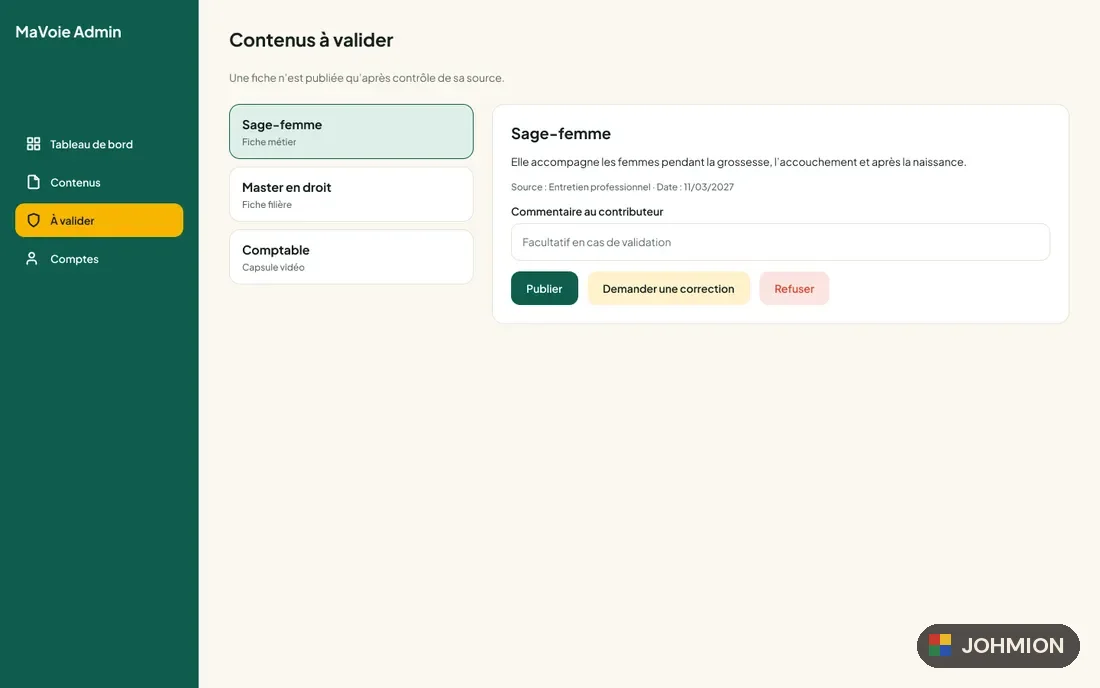 MaVoie Admin
Tableau de bord
Contenus
À valider
Comptes
Contenus à valider
Une fiche n'est publiée qu'après contrôle de sa source.
Sage-femme
Fiche métier
Master en droit
Fiche filière
Comptable
Capsule vidéo
Sage-femme
Elle accompagne les femmes pendant la grossesse, l'accouchement et après la naissance.
Source : Entretien professionnel · Date : 11/03/2027
Commentaire au contributeur
Facultatif en cas de validation
Publier
Demander une correction
Refuser
JOHMION